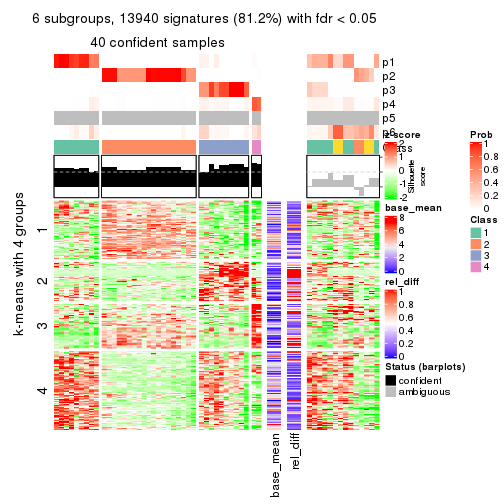 6 subgroups, 13940 signatures (81.2%) with fdr < 0.05
40 confident samples
p1
p2
p3
p4
p5
p6
Class
z-score
2
1
0
-1
-2
Silhouette
score
Prob
1
0.8
0.6
0.4
0.2
0
Class
1
2
3
4
base_mean
8
6
4
2
0
rel_diff
1
0.8
0.6
0.4
0.2
0
Status (barplots)
confident
ambiguous
k-means with 4 groups
1
2
3
4
base_mean
rel_diff